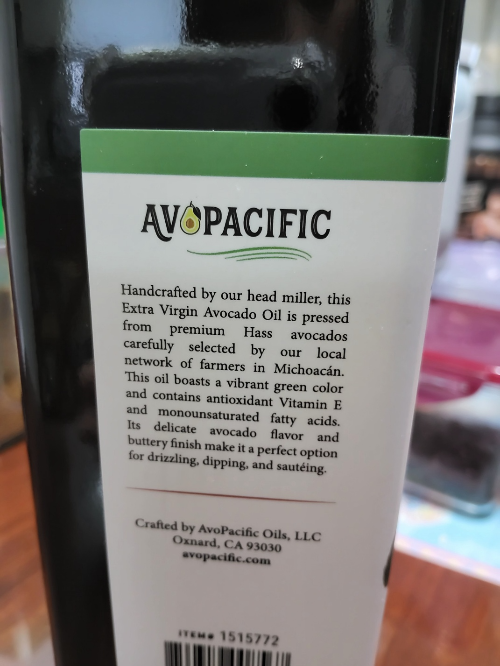 AVOPACIFIC
Handcrafted by our head miller, this
Extra Virgin Avocado Oil is pressed
from premium Hass avocados
carefully selected by our local
network of farmers in Michoacán.
This oil boasts a vibrant green color
and contains antioxidant Vitamin E
and monounsaturated fatty acids.
Its delicate avocado flavor and
buttery finish make it a perfect option
for drizzling, dipping, and sautéing.
Crafted by AvoPacific Oils, LLC
Oxnard, CA 93030
avopacific.com
ITEM# 1515772